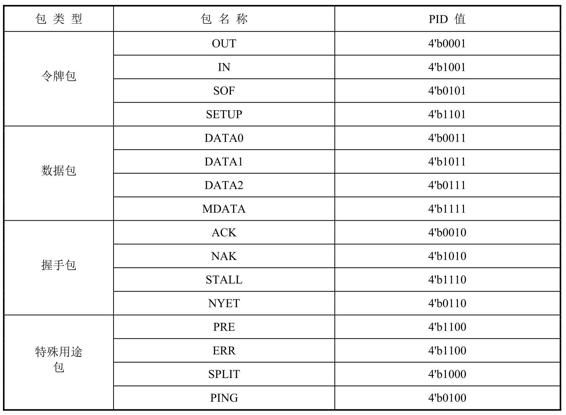 包 类 型 包 名 称 PID 值
令牌包 OUT 4'b0001
IN 4'b1001
SOF 4'b0101
SETUP 4'b1101
数据包 DATA0 4'b0011
DATA1 4'b1011
DATA2 4'b0111
MDATA 4'b1111
握手包 ACK 4'b0010
NAK 4'b1010
STALL 4'b1110
NYET 4'b0110
特殊用途
包
PRE 4'b1100
ERR 4'b1100
SPLIT 4'b1000
PING 4'b0100